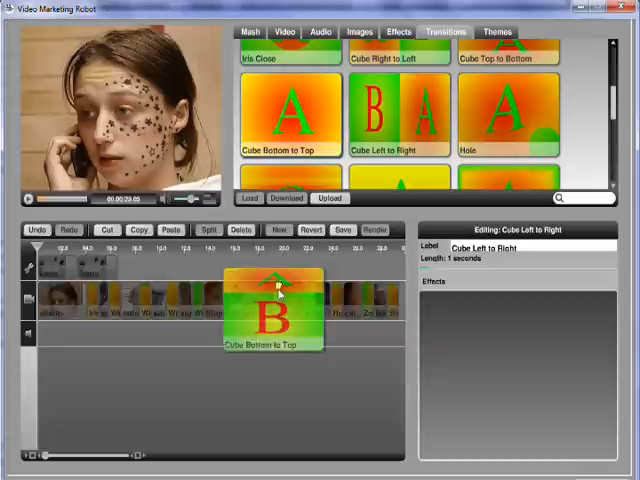 Video Marketing Robot
Mash Video Audio Images Effects Transitions Themes
Iris Close Cube Right to Left Cube Top to Bottom
A B A A
Cube Bottom to Top Cube Left to Right Hole
Load Download Upload
Undo Redo Cut Copy Paste Split Delete New Revert Save Render
Editing: Cube Left to Right
Label Cube Left to Right
Length: 1 seconds
Effects
B
Cube Bottom to Top